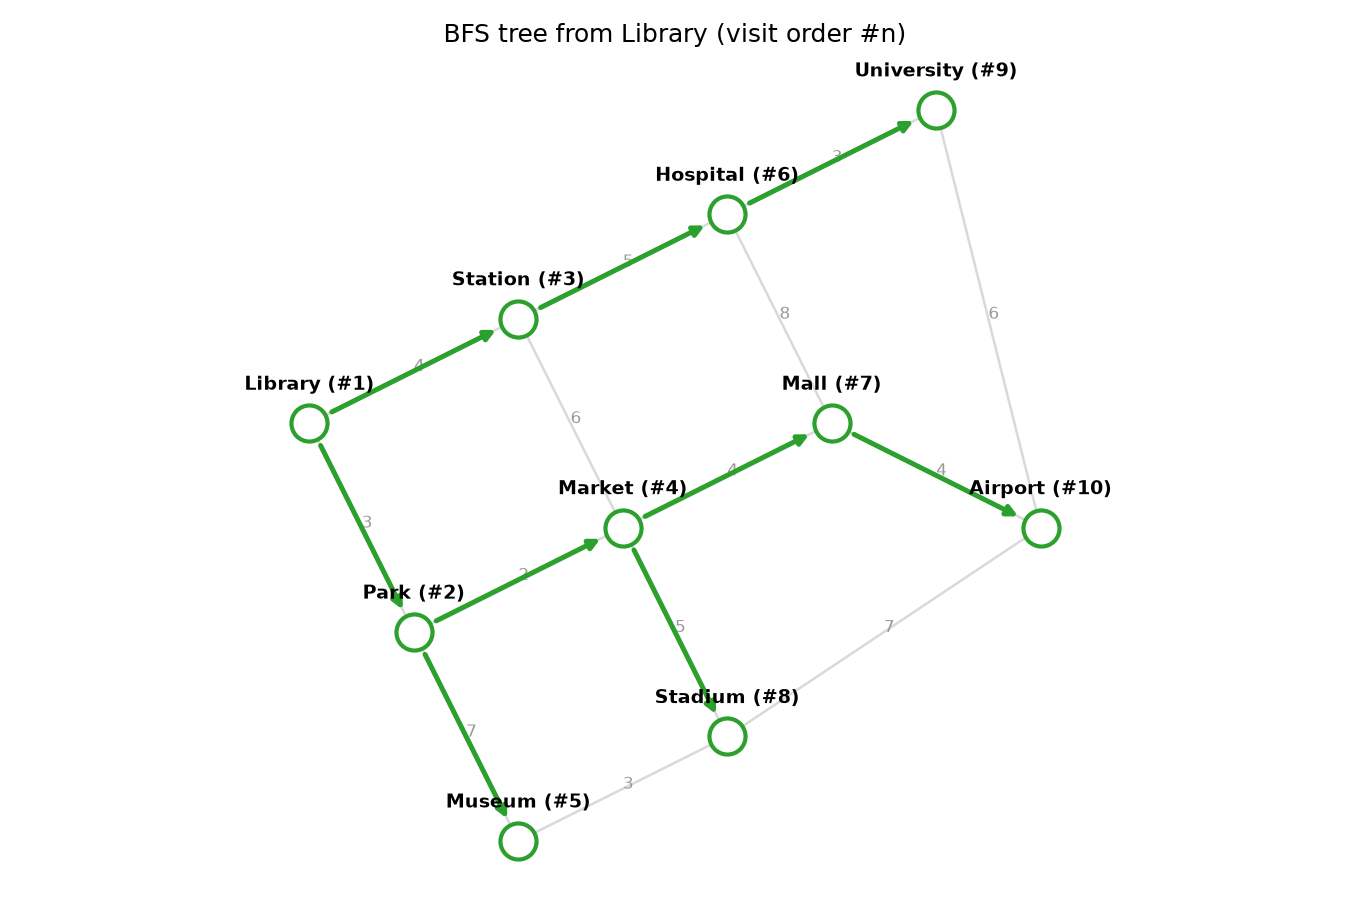 BFS tree from Library (visit order #n)
University (#9)
3
Hospital (#6)
5
Station (#3)
8
6
4
Library (#1)
Mall (#7)
6
4
4
Market (#4)
Airport (#10)
3
2
Park (#2)
5
7
Stadium (#8)
7
3
Museum (#5)